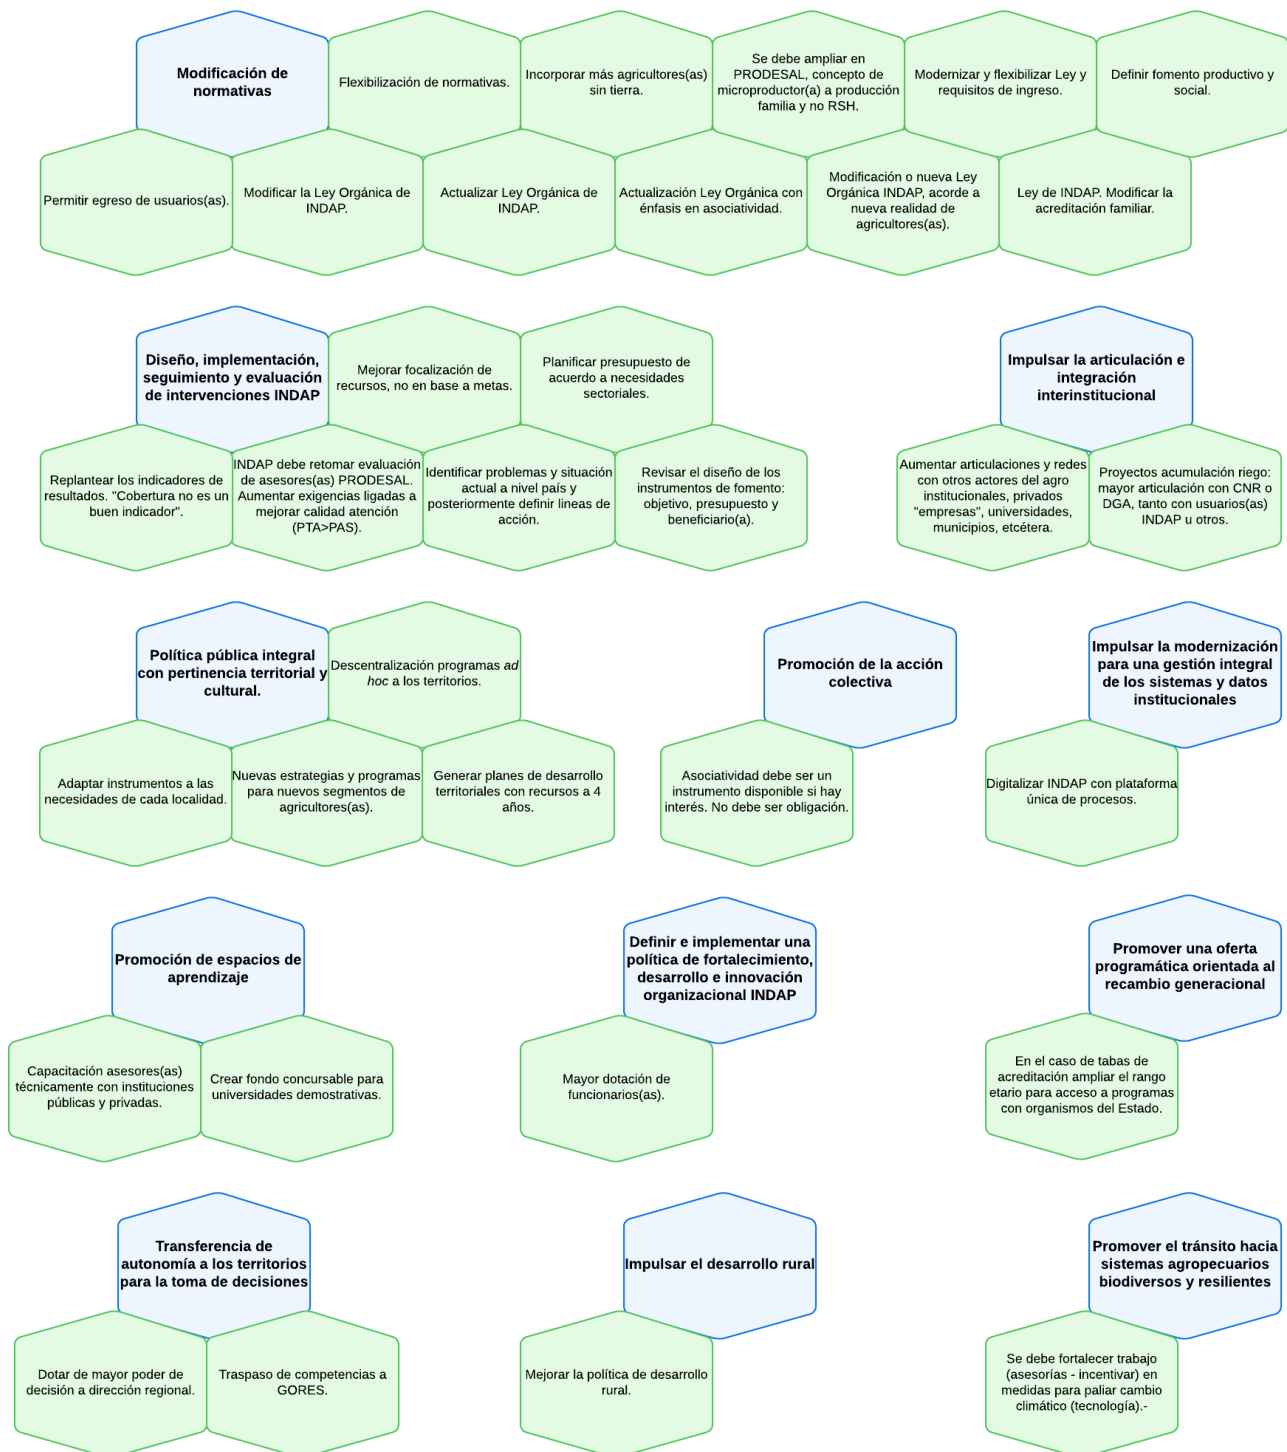 Modificación de
normativas
Flexibilización de normativas.
Incorporar más agricultores(as)
sin tierra.
Se debe ampliar en
PRODESAL, concepto de
microproductor(a) a producción
familia y no RSH.
Modernizar y flexibilizar Ley y
requisitos de ingreso.
Definir fomento productivo y
social.
Permitir egreso de usuarios(as).
Modificar la Ley Orgánica de
INDAP.
Actualizar Ley Orgánica de
INDAP.
Actualización Ley Orgánica con
énfasis en asociatividad.
Modificación o nueva Ley
Orgánica INDAP, acorde a
nueva realidad de
agricultores(as).
Ley de INDAP. Modificar la
acreditación familiar.
Diseño, implementación,
seguimiento y evaluación
de intervenciones INDAP
Mejorar focalización de
recursos, no en base a metas.
Planificar presupuesto de
acuerdo a necesidades
sectoriales.
Replantear los indicadores de
resultados. "Cobertura no es un
buen indicador".
INDAP debe retomar evaluación
de asesores(as) PRODESAL.
Aumentar exigencias ligadas a
mejorar calidad atención
(PTA>PAS).
Identificar problemas y situación
actual a nivel país y
posteriormente definir lineas de
acción.
Revisar el diseño de los
instrumentos de fomento:
objetivo, presupuesto y
beneficiario(a).
Impulsar la articulación e
integración
interinstitucional
Aumentar articulaciones y redes
con otros actores del agro
institucionales, privados
"empresas", universidades,
municipios, etcétera.
Proyectos acumulación riego:
mayor articulación con CNR o
DGA, tanto con usuarios(as)
INDAP u otros.
Política pública integral
con pertinencia territorial y
cultural.
Descentralización programas ad
hoc a los territorios.
Adaptar instrumentos a las
necesidades de cada localidad.
Nuevas estrategias y programas
para nuevos segmentos de
agricultores(as).
Generar planes de desarrollo
territoriales con recursos a 4
años.
Promoción de la acción
colectiva
Asociatividad debe ser un
instrumento disponible si hay
interés. No debe ser obligación.
Impulsar la modernización
para una gestión integral
de los sistemas y datos
institucionales
Digitalizar INDAP con plataforma
única de procesos.
Promoción de espacios de
aprendizaje
Capacitación asesores(as)
técnicamente con instituciones
públicas y privadas.
Crear fondo concursable para
universidades demostrativas.
Definir e implementar una
política de fortalecimiento,
desarrollo e innovación
organizacional INDAP
Mayor dotación de
funcionarios(as).
Promover una oferta
programática orientada al
recambio generacional
En el caso de tabas de
acreditación ampliar el rango
etario para acceso a programas
con organismos del Estado.
Transferencia de
autonomía a los territorios
para la toma de decisiones
Dotar de mayor poder de
decisión a dirección regional.
Traspaso de competencias a
GORES.
Impulsar el desarrollo rural
Mejorar la política de desarrollo
rural.
Promover el tránsito hacia
sistemas agropecuarios
biodiversos y resilientes
Se debe fortalecer trabajo
(asesorías - incentivar) en
medidas para paliar cambio
climático (tecnología).-